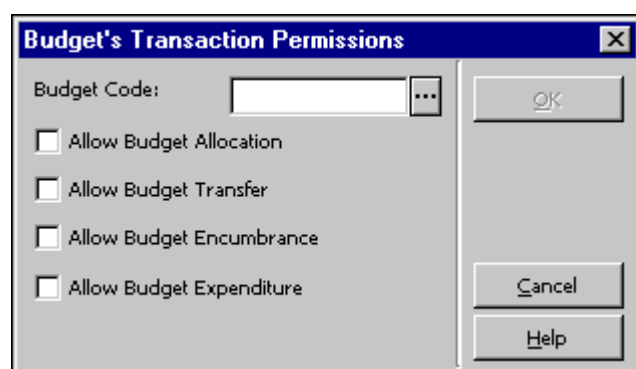 Budget's Transaction Permissions
Budget Code:
...
OK
Allow Budget Allocation
Allow Budget Transfer
Allow Budget Encumbrance
Allow Budget Expenditure
Cancel
Help